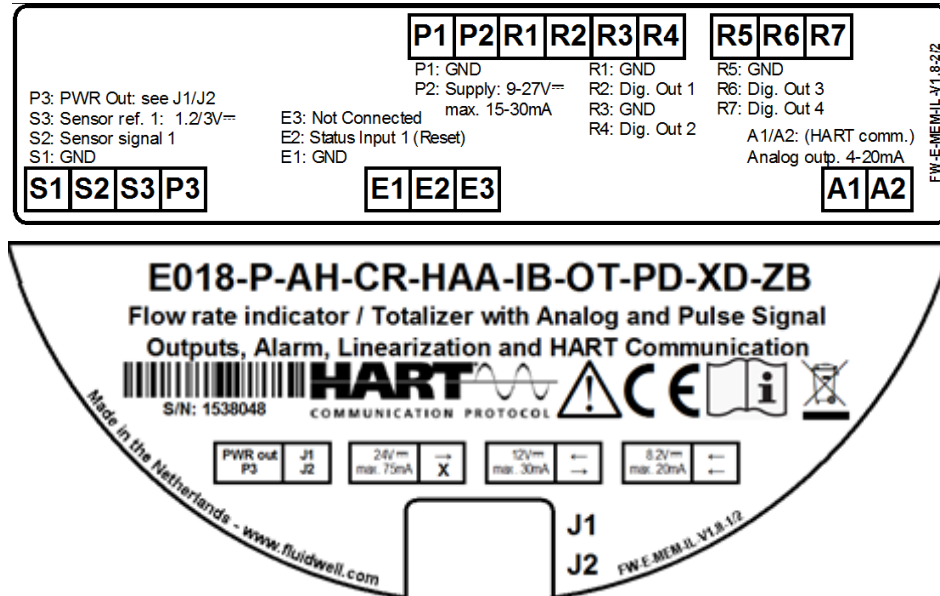 P1 P2 R1 R2 R3 R4 R5 R6 R7
P1: GND
P2: Supply: 9-27V⎓
max. 15-30mA
R1: GND
R2: Dig. Out 1
R3: GND
R4: Dig. Out 2
R5: GND
R6: Dig. Out 3
R7: Dig. Out 4
P3: PWR Out: see J1/J2
S3: Sensor ref. 1: 1.2/3V⎓
S2: Sensor signal 1
S1: GND
E3: Not Connected
E2: Status Input 1 (Reset)
E1: GND
A1/A2: (HART comm.)
Analog outp. 4-20mA
S1 S2 S3 P3 E1 E2 E3 A1 A2
FW-E-MEM-IL-V1.8-2/2
E018-P-AH-CR-HAA-IB-OT-PD-XD-ZB
Flow rate indicator / Totalizer with Analog and Pulse Signal
Outputs, Alarm, Linearization and HART Communication
S/N: 1538048
HART
COMMUNICATION PROTOCOL
CE
i
Made in the Netherlands - www.fluidwell.com
PWR out J1 24V⎓ → 12V⎓ ← 8.2V⎓ ←
P3 J2 max. 75mA X max. 30mA → max. 20mA ←
J1
J2
FW-E-MEM-IL-V1.8-1/2